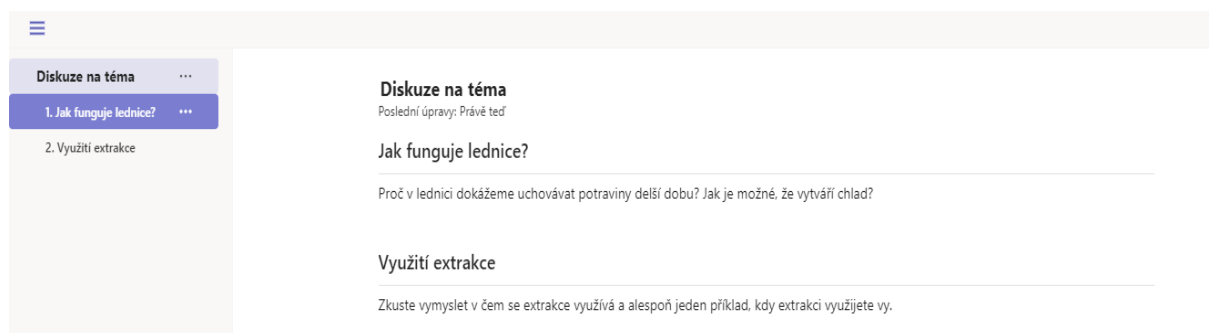 Diskuze na téma ...
1. Jak funguje lednice? ...
2. Využití extrakce
Diskuze na téma
Poslední úpravy: Právě teď
Jak funguje lednice?
Proč v lednici dokážeme uchovávat potraviny delší dobu? Jak je možné, že vytváří chlad?
Využití extrakce
Zkuste vymyslet v čem se extrakce využívá a alespoň jeden příklad, kdy extrakci využijete vy.